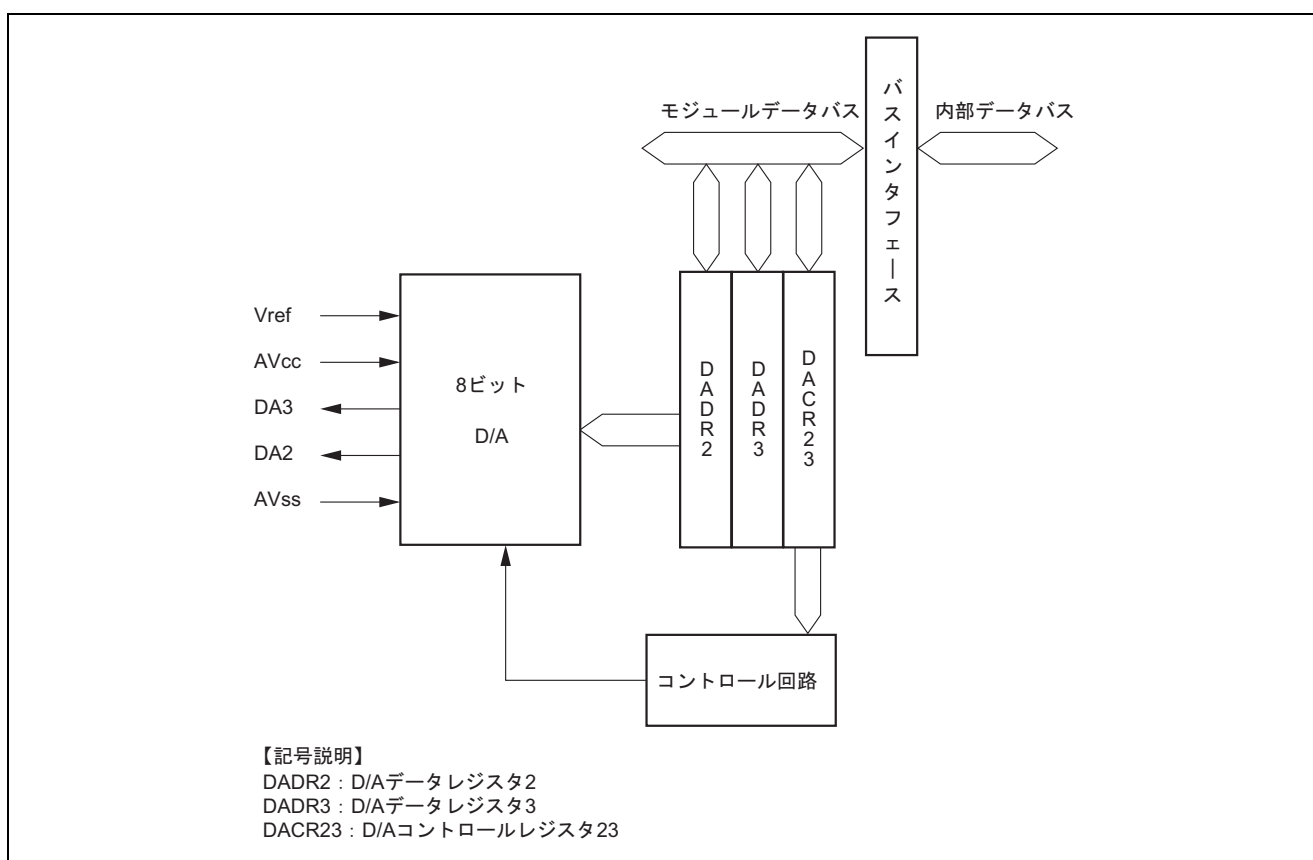 モジュールデータバス
バスインタフェース
内部データバス
Vref
AVcc
DA3
DA2
AVss
8ビット
D/A
DADR2
DADR3
DACR23
コントロール回路
【記号説明】
DADR2：D/Aデータレジスタ2
DADR3：D/Aデータレジスタ3
DACR23：D/Aコントロールレジスタ23